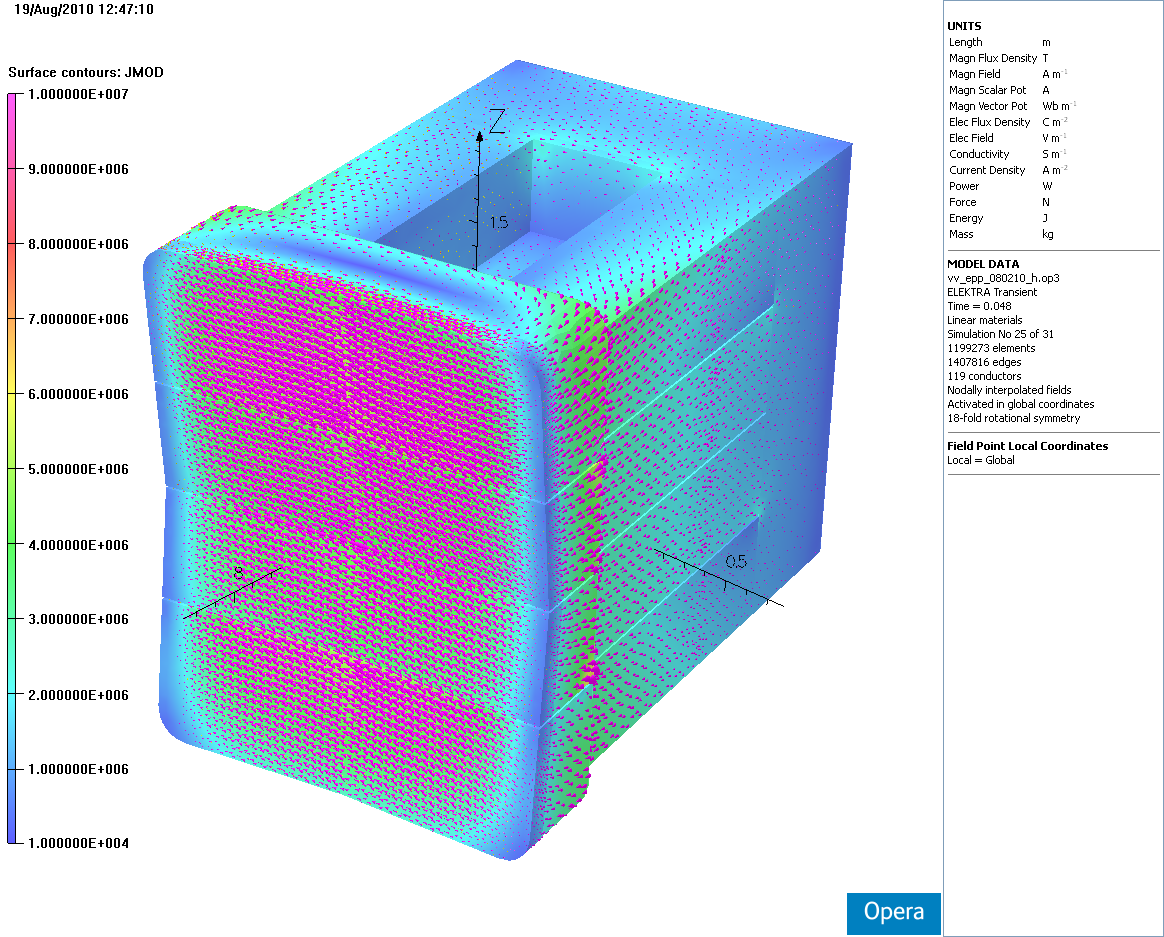 19/Aug/2010 12:47:10
Surface contours: JMOD
1.000000E+007
9.000000E+006
8.000000E+006
7.000000E+006
6.000000E+006
5.000000E+006
4.000000E+006
3.000000E+006
2.000000E+006
1.000000E+006
1.000000E+004
Z
1.5
0.5
Opera
UNITS
Length m
Magn Flux Density T
Magn Field A m⁻¹
Magn Scalar Pot A
Magn Vector Pot Wb m⁻¹
Elec Flux Density C m⁻²
Elec Field V m⁻¹
Conductivity S m⁻¹
Current Density A m⁻²
Power W
Force N
Energy J
Mass kg
MODEL DATA
vv_epp_080210_h.op3
ELEKTRA Transient
Time = 0.048
Linear materials
Simulation No 25 of 31
1199273 elements
1407816 edges
119 conductors
Nodally interpolated fields
Activated in global coordinates
18-fold rotational symmetry
Field Point Local Coordinates
Local = Global